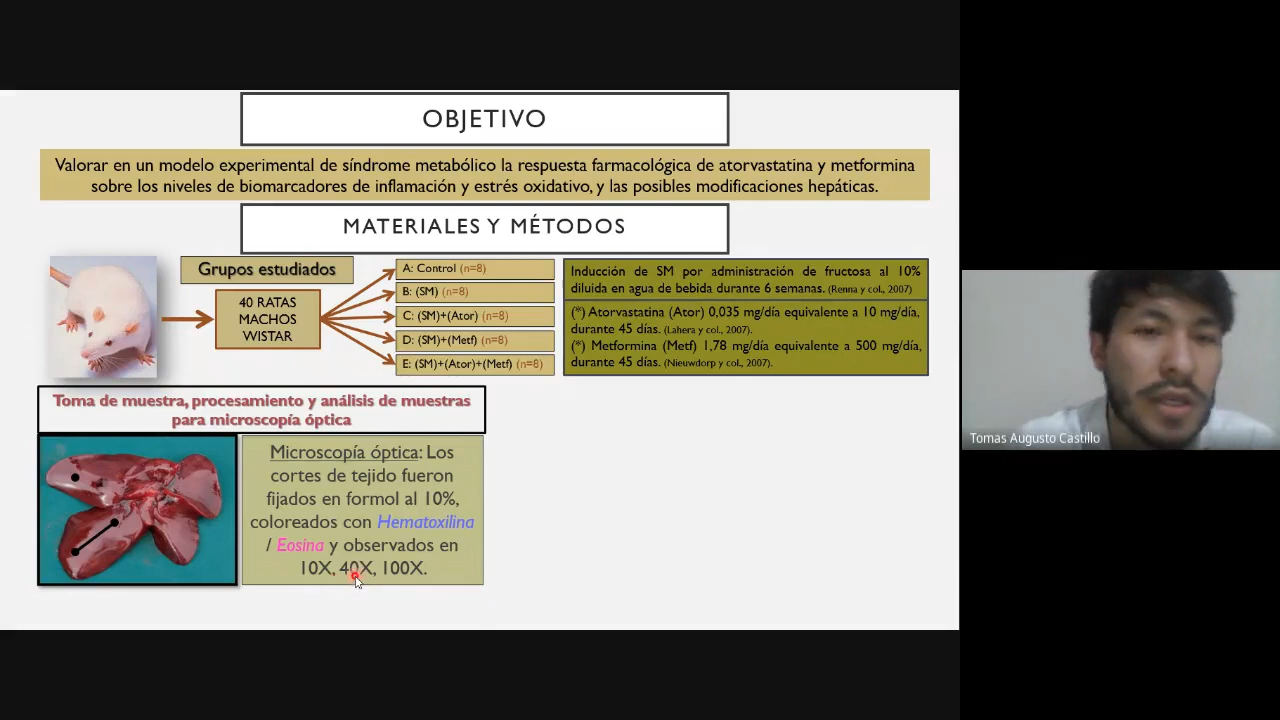 OBJETIVO
Valorar en un modelo experimental de síndrome metabólico la respuesta farmacológica de atorvastatina y metformina
sobre los niveles de biomarcadores de inflamación y estrés oxidativo, y las posibles modificaciones hepáticas.
MATERIALES Y MÉTODOS
Grupos estudiados
40 RATAS
MACHOS
WISTAR
A: Control (n=8)
B: (SM) (n=8)
C: (SM)+(Ator) (n=8)
D: (SM)+(Metf) (n=8)
E: (SM)+(Ator)+(Metf) (n=8)
Inducción de SM por administración de fructosa al 10%
diluida en agua de bebida durante 6 semanas. (Renna y col., 2007)
(*) Atorvastatina (Ator) 0,035 mg/día equivalente a 10 mg/día,
durante 45 días. (Lahera y col., 2007).
(*) Metformina (Metf) 1,78 mg/día equivalente a 500 mg/día,
durante 45 días. (Nieuwdorp y col., 2007).
Toma de muestra, procesamiento y análisis de muestras
para microscopía óptica
Microscopía óptica: Los
cortes de tejido fueron
fijados en formol al 10%,
coloreados con Hematoxilina
/ Eosina y observados en
10X, 40X, 100X.
Tomas Augusto Castillo